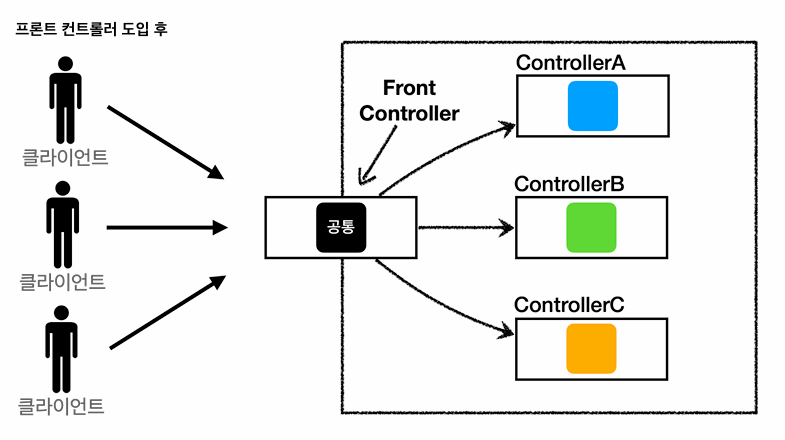 프론트 컨트롤러 도입 후
클라이언트
클라이언트
클라이언트
Front
Controller
공통
ControllerA
ControllerB
ControllerC